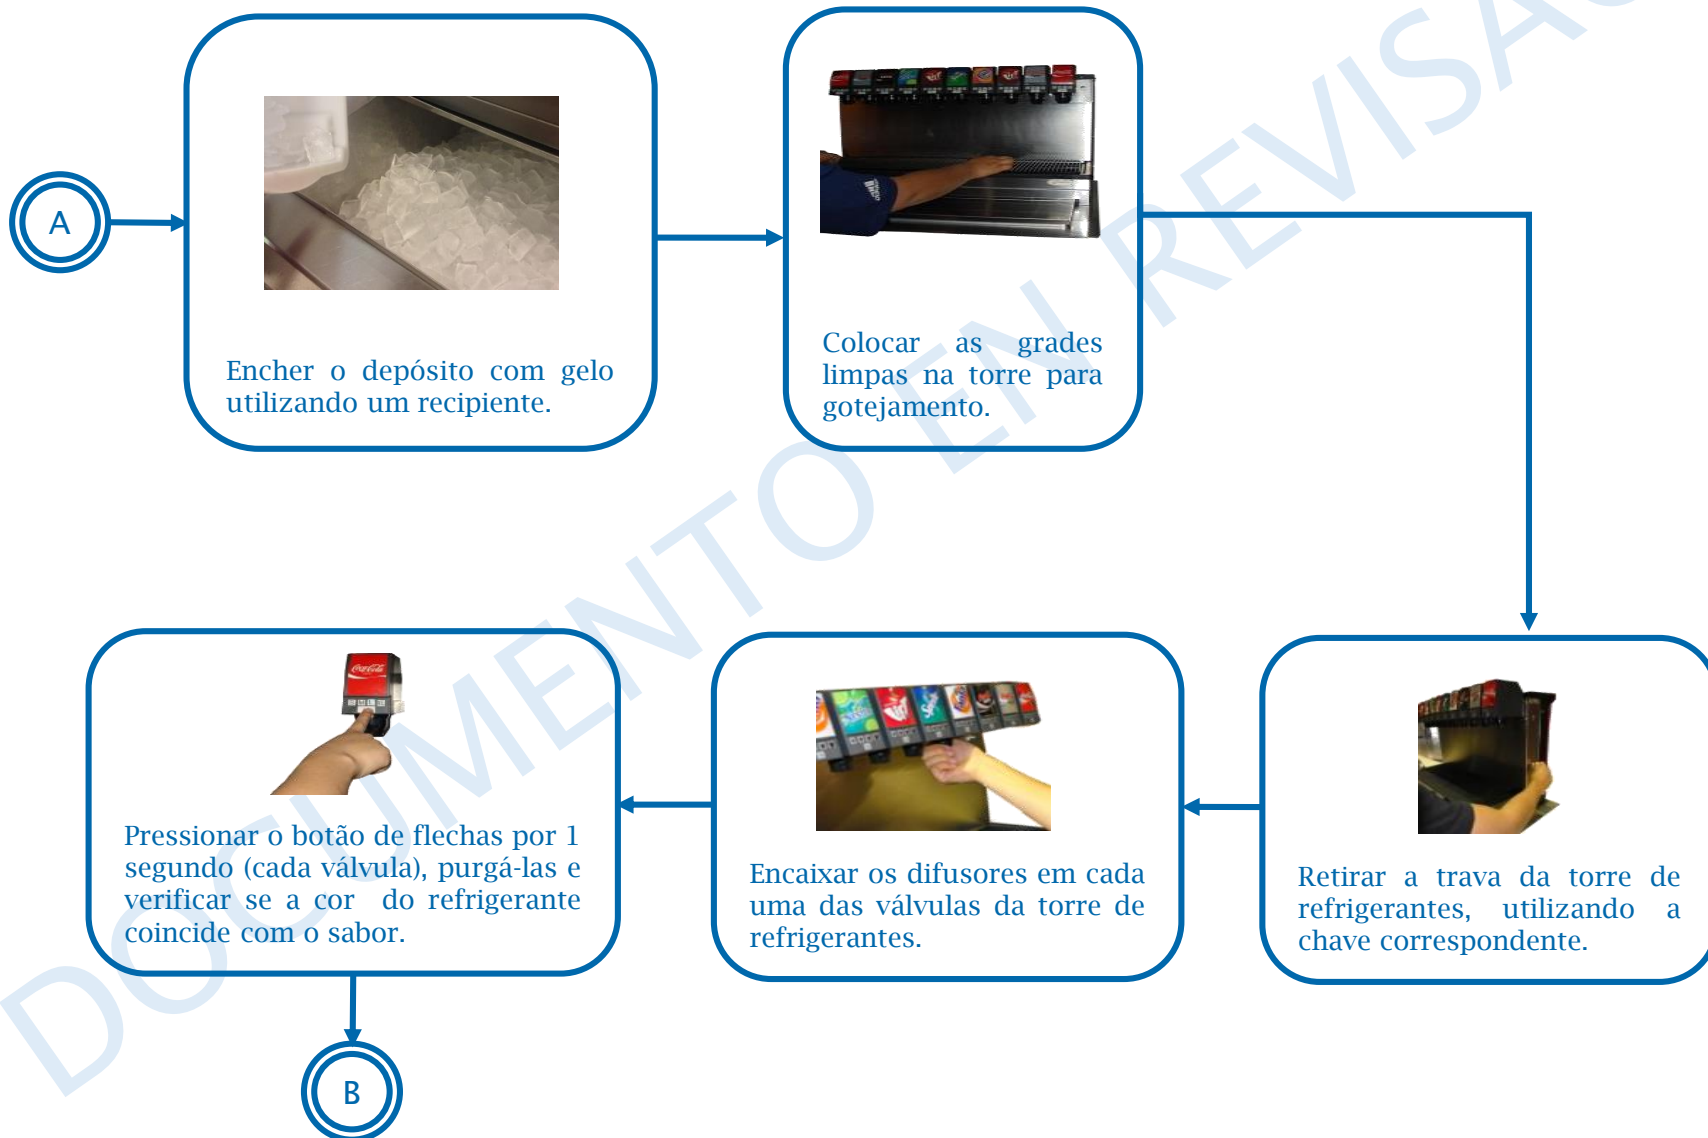 A
Encher o depósito com gelo
utilizando um recipiente.
Colocar as grades
limpas na torre para
gotejamento.
Retirar a trava da torre de
refrigerantes, utilizando a
chave correspondente.
Encaixar os difusores em cada
uma das válvulas da torre de
refrigerantes.
Coca-Cola
Pressionar o botão de flechas por 1
segundo (cada válvula), purgá-las e
verificar se a cor do refrigerante
coincide com o sabor.
B
DOCUMENTO EN REVISA